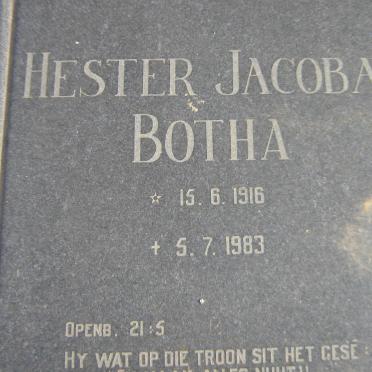 HESTER JACOBA
BOTHA
☆ 15.6.1916
+ 5.7.1983
OPENB. 21:5
HY WAT OP DIE TROON SIT HET GESÊ: